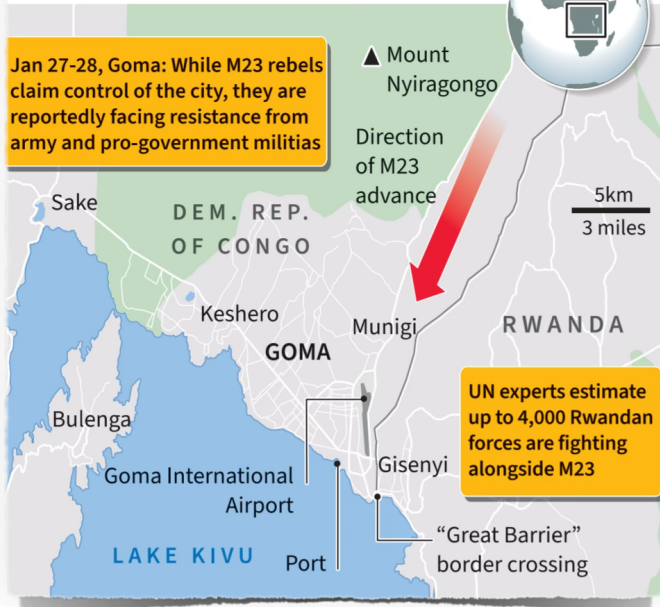 Jan 27-28, Goma: While M23 rebels
claim control of the city, they are
reportedly facing resistance from
army and pro-government militias
Mount
Nyiragongo
Direction
of M23
advance
5km
3 miles
Sake
DEM. REP.
OF CONGO
Keshero
Munigi
RWANDA
GOMA
UN experts estimate
up to 4,000 Rwandan
forces are fighting
alongside M23
Bulenga
Gisenyi
Goma International
Airport
"Great Barrier"
border crossing
LAKE KIVU
Port